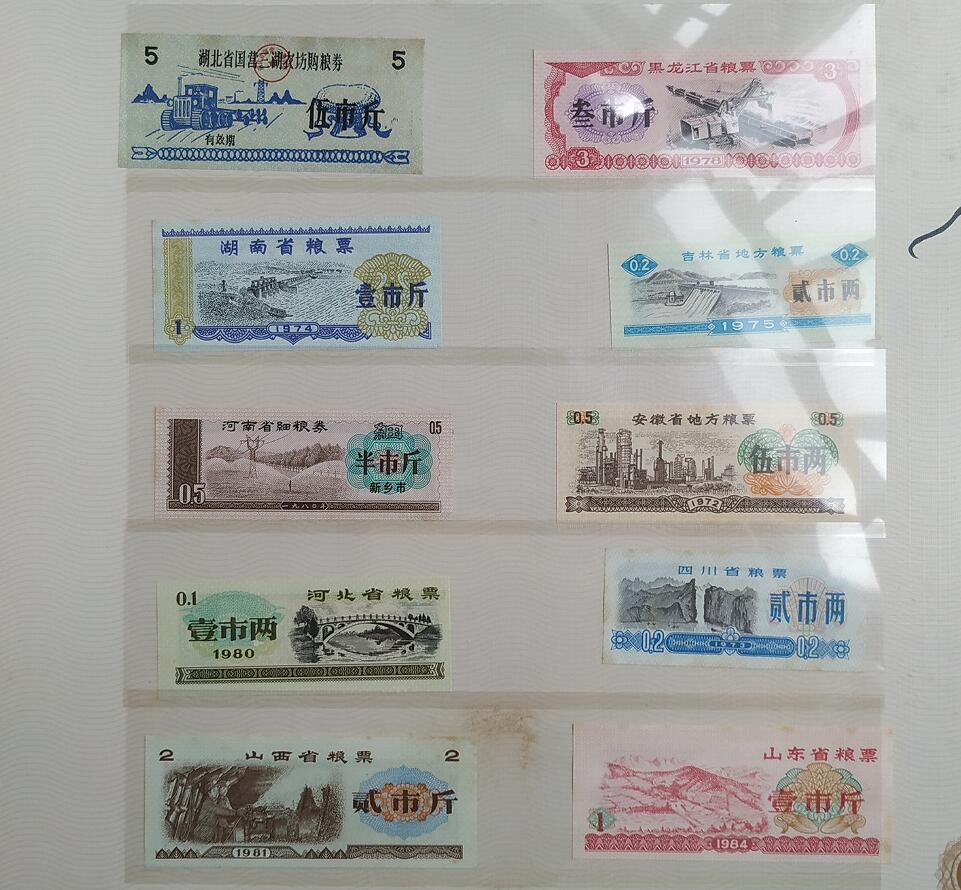 5 湖北省国营三湖农坊购粮券 5
伍市斤
有效期
黑龙江省粮票 3
叁市斤
3 1978
湖南省粮票
壹市斤
1 1974
0.2 吉林省地方粮票 0.2
贰市两
1975
河南省细粮券 0.5
半市斤
新乡市
0.5 一九八〇年
0.5 安徽省地方粮票 0.5
伍市两
1972
0.1 河北省粮票
壹市两
1980
四川省粮票
贰市两
0.2 1973 0.2
2 山西省粮票 2
贰市斤
1981
山东省粮票
壹市斤
1 1984